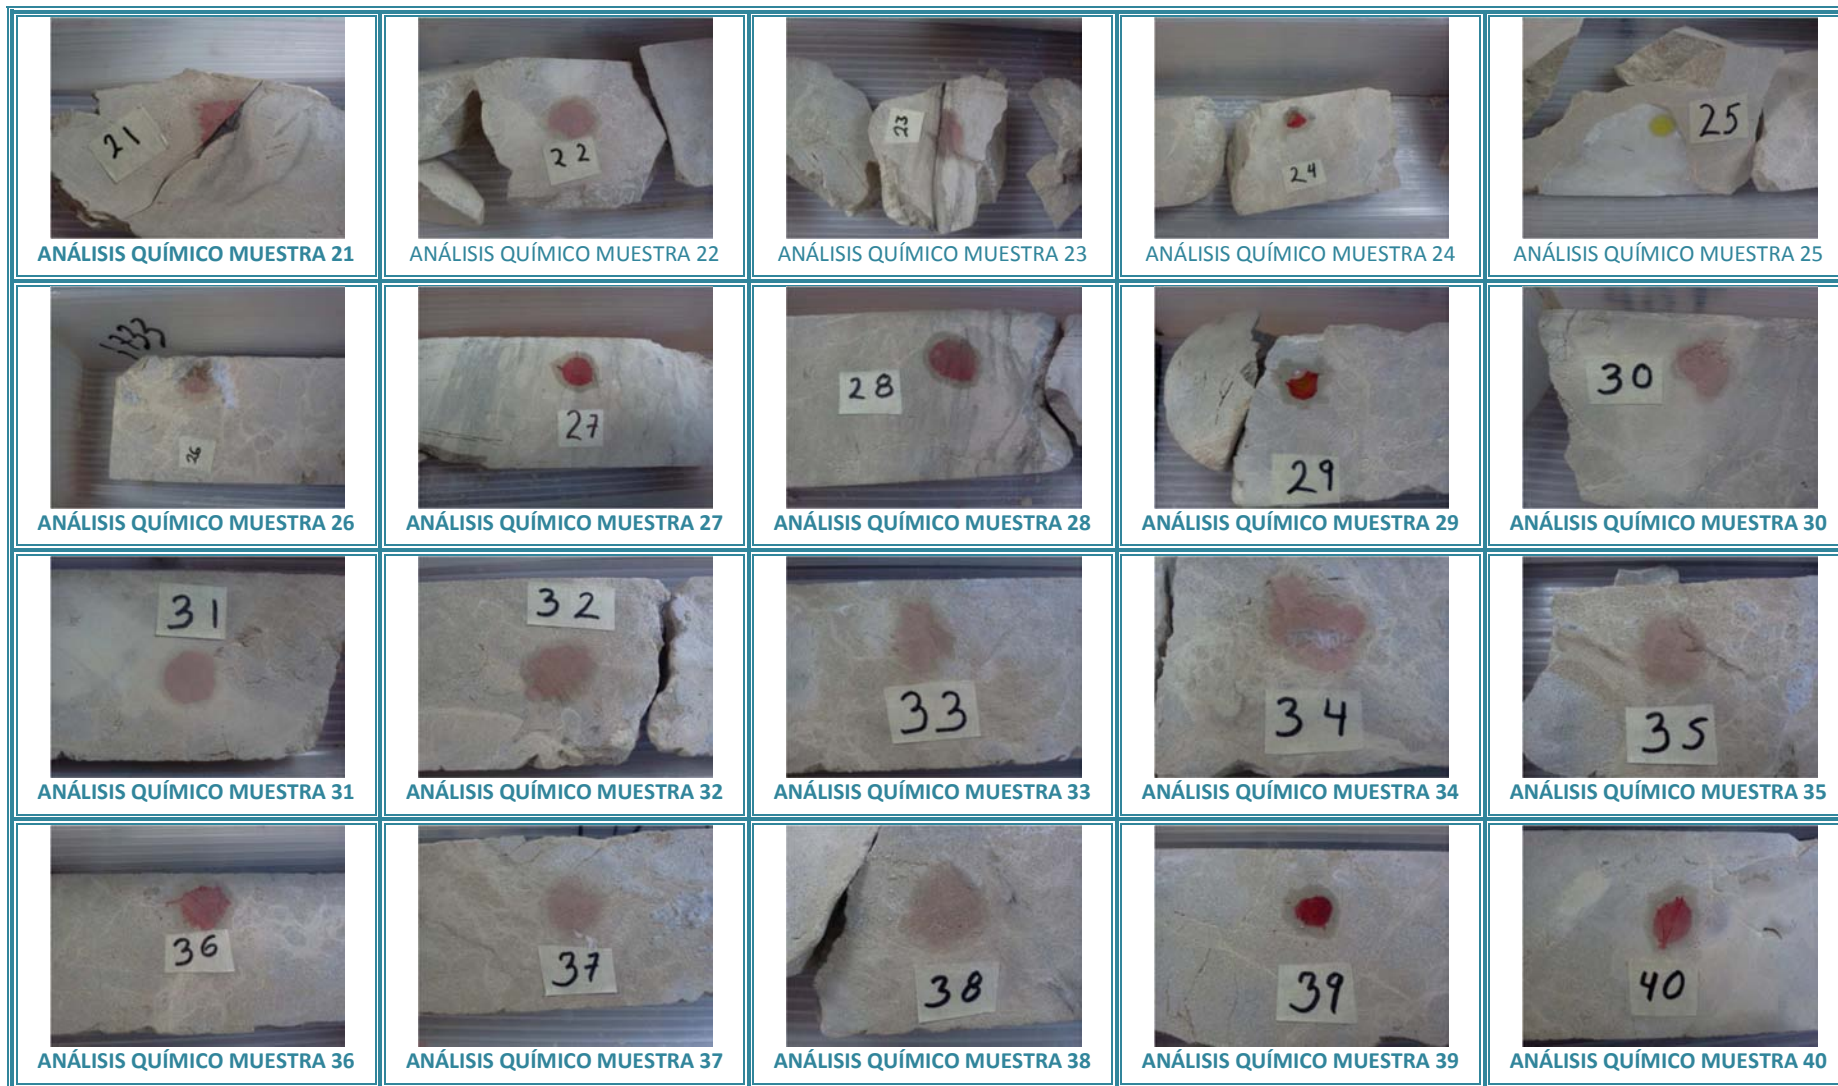 21
ANÁLISIS QUÍMICO MUESTRA 21
22
ANÁLISIS QUÍMICO MUESTRA 22
23
ANÁLISIS QUÍMICO MUESTRA 23
24
ANÁLISIS QUÍMICO MUESTRA 24
25
ANÁLISIS QUÍMICO MUESTRA 25
1733
26
ANÁLISIS QUÍMICO MUESTRA 26
27
ANÁLISIS QUÍMICO MUESTRA 27
28
ANÁLISIS QUÍMICO MUESTRA 28
29
ANÁLISIS QUÍMICO MUESTRA 29
30
ANÁLISIS QUÍMICO MUESTRA 30
31
ANÁLISIS QUÍMICO MUESTRA 31
32
ANÁLISIS QUÍMICO MUESTRA 32
33
ANÁLISIS QUÍMICO MUESTRA 33
34
ANÁLISIS QUÍMICO MUESTRA 34
35
ANÁLISIS QUÍMICO MUESTRA 35
36
ANÁLISIS QUÍMICO MUESTRA 36
37
ANÁLISIS QUÍMICO MUESTRA 37
38
ANÁLISIS QUÍMICO MUESTRA 38
39
ANÁLISIS QUÍMICO MUESTRA 39
40
ANÁLISIS QUÍMICO MUESTRA 40